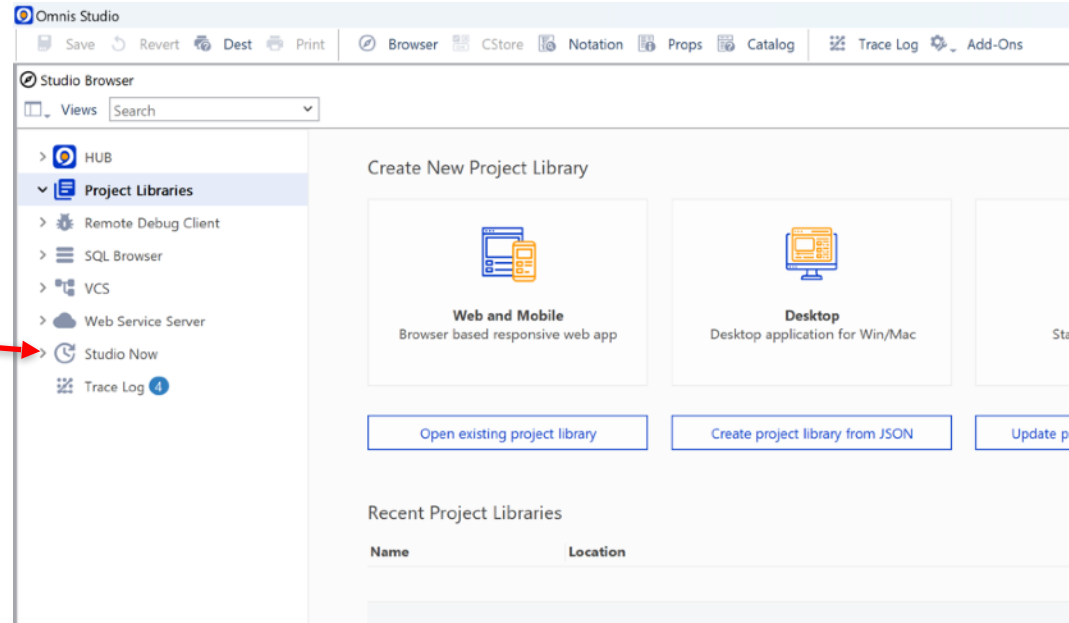 Omnis Studio
Save Revert Dest Print Browser CStore Notation Props Catalog Trace Log Add-Ons
Studio Browser
Views Search
HUB
Project Libraries
Remote Debug Client
SQL Browser
VCS
Web Service Server
Studio Now
Trace Log 4
Create New Project Library
Web and Mobile
Browser based responsive web app
Desktop
Desktop application for Win/Mac
Sta
Open existing project library
Create project library from JSON
Update p
Recent Project Libraries
Name Location